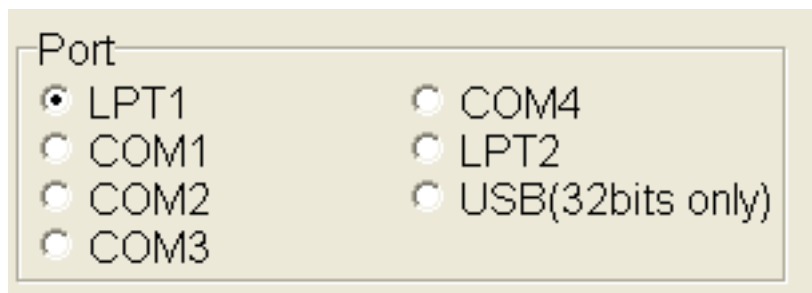 Port
LPT1
COM1
COM2
COM3
COM4
LPT2
USB(32bits only)